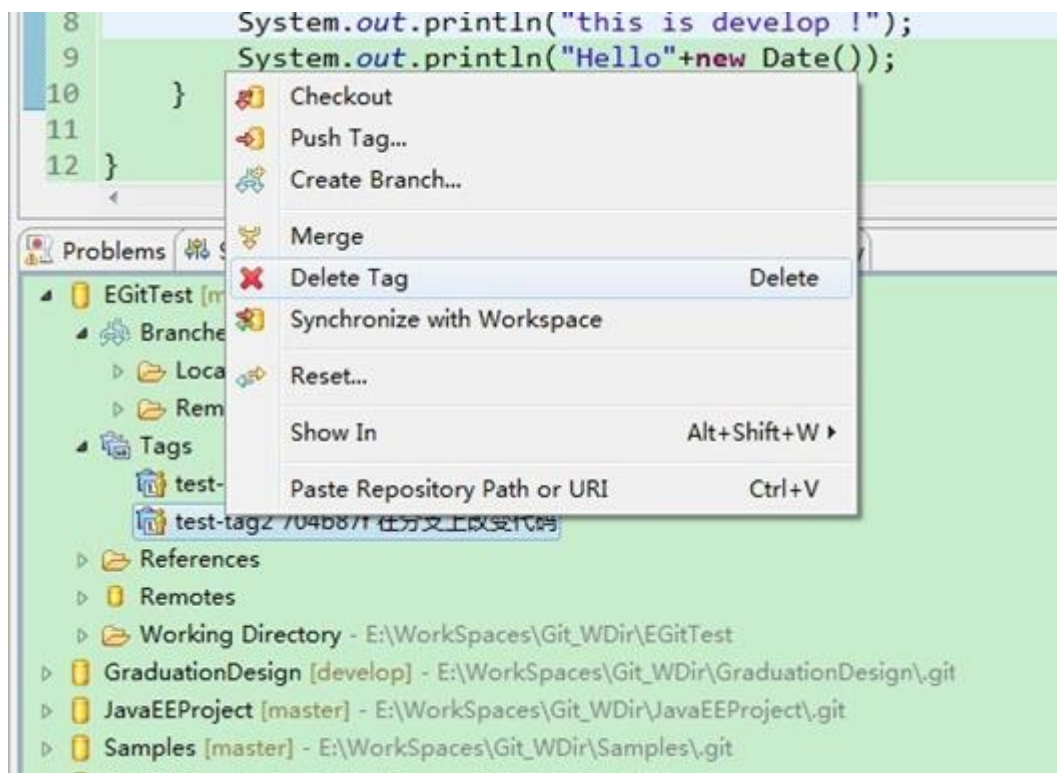 8 System.out.println("this is develop !");
9 System.out.println("Hello"+new Date());
10 }
11
12 }
Checkout
Push Tag...
Create Branch...
Merge
Delete Tag Delete
Synchronize with Workspace
Reset...
Show In Alt+Shift+W
Paste Repository Path or URI Ctrl+V
Problems
EGitTest
Branche
Loca
Rem
Tags
test-
test-tag2 704b87f 在分支上改变代码
References
Remotes
Working Directory - E:\WorkSpaces\Git_WDir\EGitTest
GraduationDesign [develop] - E:\WorkSpaces\Git_WDir\GraduationDesign\.git
JavaEEProject [master] - E:\WorkSpaces\Git_WDir\JavaEEProject\.git
Samples [master] - E:\WorkSpaces\Git_WDir\Samples\.git